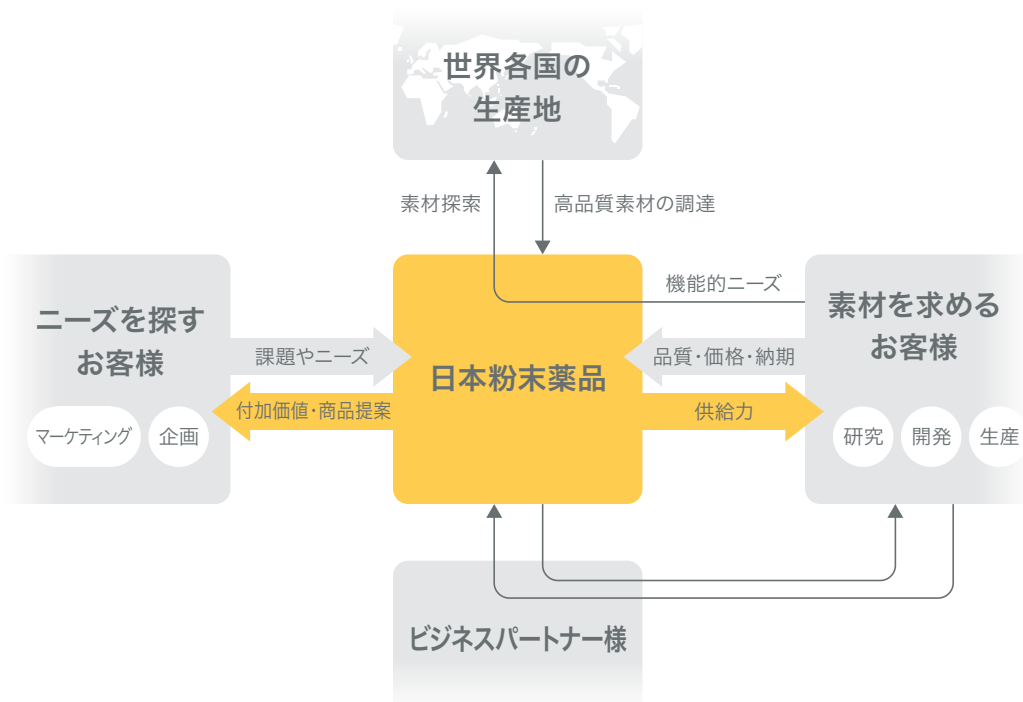 世界各国の
生産地
素材探索
高品質素材の調達
機能的ニーズ
ニーズを探す
お客様
課題やニーズ
付加価値・商品提案
マーケティング
企画
日本粉末薬品
素材を求める
お客様
品質・価格・納期
供給力
研究
開発
生産
ビジネスパートナー様